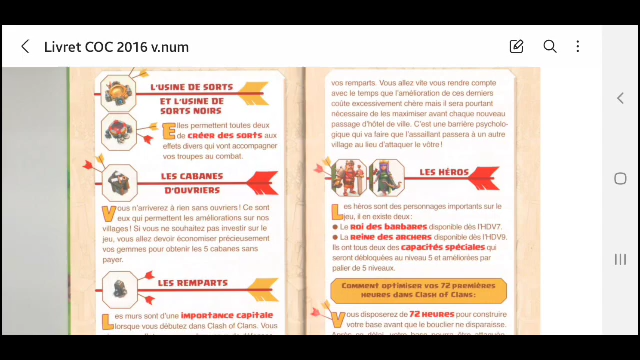 Livret COC 2016 v.num
L'USINE DE SORTS
ET L'USINE DE
SORTS NOIRS
Elles permettent toutes deux
de créer des sorts aux
effets divers qui vont accompagner
vos troupes au combat.
LES CABANES
D'OUVRIERS
Vous n'arriverez à rien sans ouvriers! Ce sont
eux qui permettent les améliorations sur nos
villages ! Si vous ne souhaitez pas investir sur le
jeu, vous allez devoir économiser précieusement
vos gemmes pour obtenir les 5 cabanes sans
payer.
LES REMPARTS
Les murs sont d'une importance capitale
lorsque vous débutez dans Clash of Clans. Vous
vos remparts. Vous allez vite vous rendre compte
avec le temps que l'amélioration de ces derniers
coûte excessivement chère mais il sera pourtant
nécessaire de les maximiser avant chaque nouveau
passage d'hôtel de ville. C'est une barrière psycholo-
gique qui va faire que l'assaillant passera à un autre
village au lieu d'attaquer le vôtre !
LES HÉROS
Les héros sont des personnages importants sur le
jeu, il en existe deux :
● Le roi des barbares disponible dès l'HDV7.
● La reine des archers disponible dès l'HDV9.
Ils ont tous deux des capacités spéciales qui
seront débloquées au niveau 5 et améliorées par
palier de 5 niveaux.
Comment optimiser vos 72 premières
heures dans Clash of Clans :
Vous disposerez de 72 heures pour construire
votre base avant que le bouclier ne disparaisse.